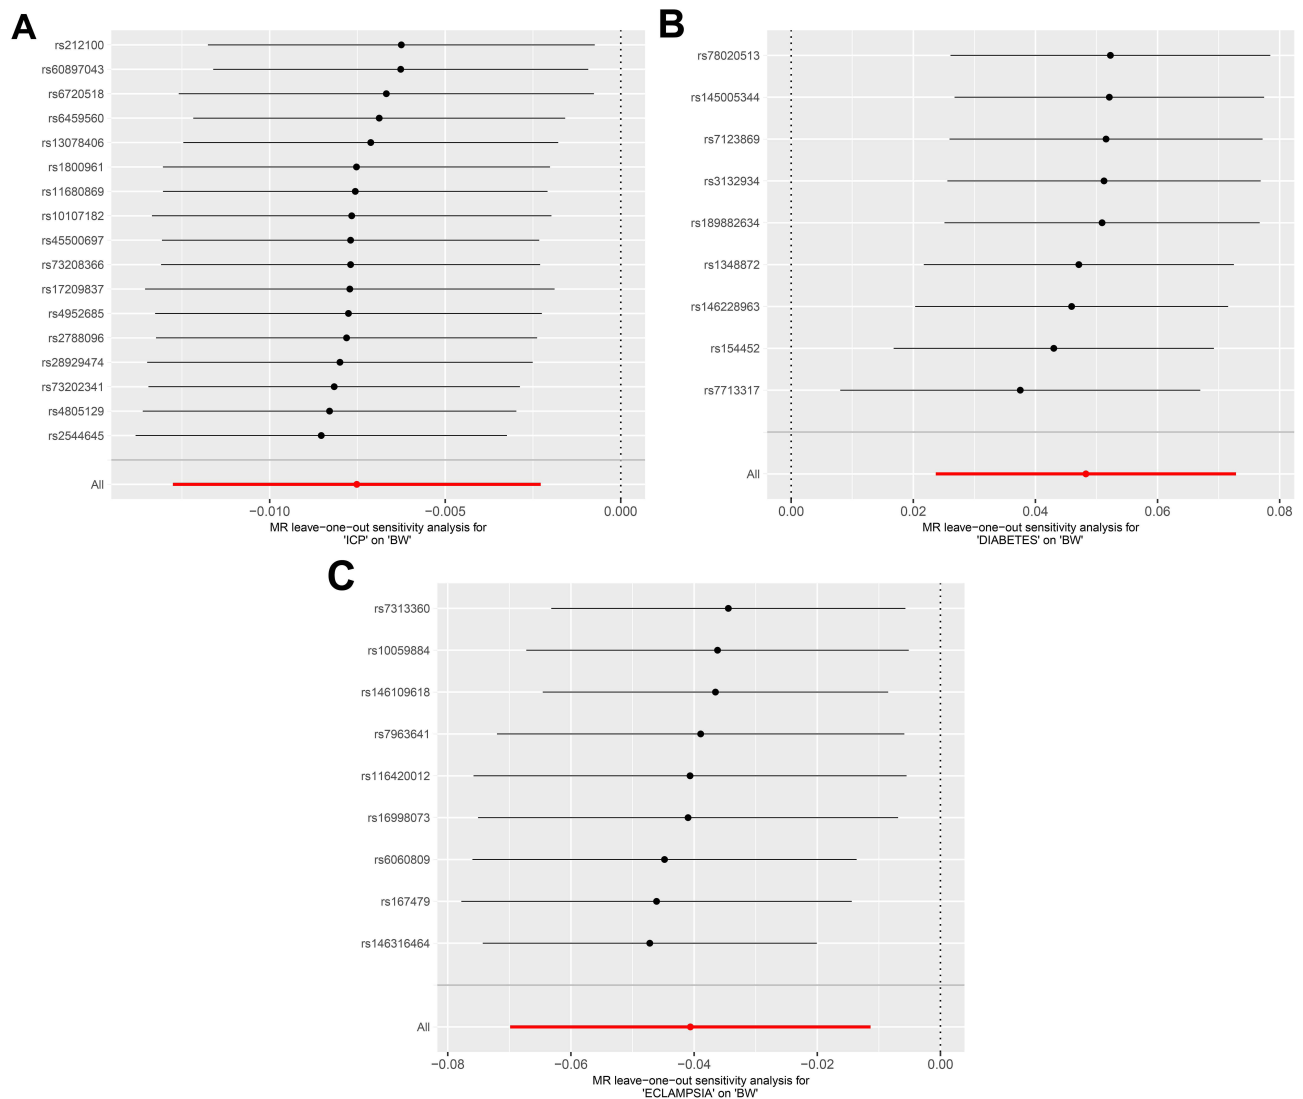 A
rs212100
rs60897043
rs6720518
rs6459560
rs13078406
rs1800961
rs11680869
rs10107182
rs45500697
rs73208366
rs17209837
rs4952685
rs2788096
rs28929474
rs73202341
rs4805129
rs2544645
All
−0.010 −0.005 0.000
MR leave−one−out sensitivity analysis for
'ICP' on 'BW'
B
rs78020513
rs145005344
rs7123869
rs3132934
rs189882634
rs1348872
rs146228963
rs154452
rs7713317
All
0.00 0.02 0.04 0.06 0.08
MR leave−one−out sensitivity analysis for
'DIABETES' on 'BW'
C
rs7313360
rs10059884
rs146109618
rs7963641
rs116420012
rs16998073
rs6060809
rs167479
rs146316464
All
−0.08 −0.06 −0.04 −0.02 0.00
MR leave−one−out sensitivity analysis for
'ECLAMPSIA' on 'BW'